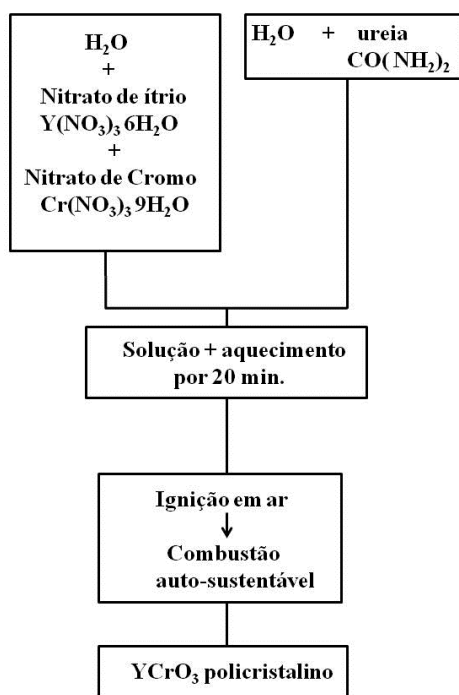 H₂O
+
Nitrato de ítrio
Y(NO₃)₃ 6H₂O
+
Nitrato de Cromo
Cr(NO₃)₃ 9H₂O
H₂O + ureia
CO( NH₂)₂
Solução + aquecimento
por 20 min.
Ignição em ar
Combustão
auto-sustentável
YCrO₃ policristalino